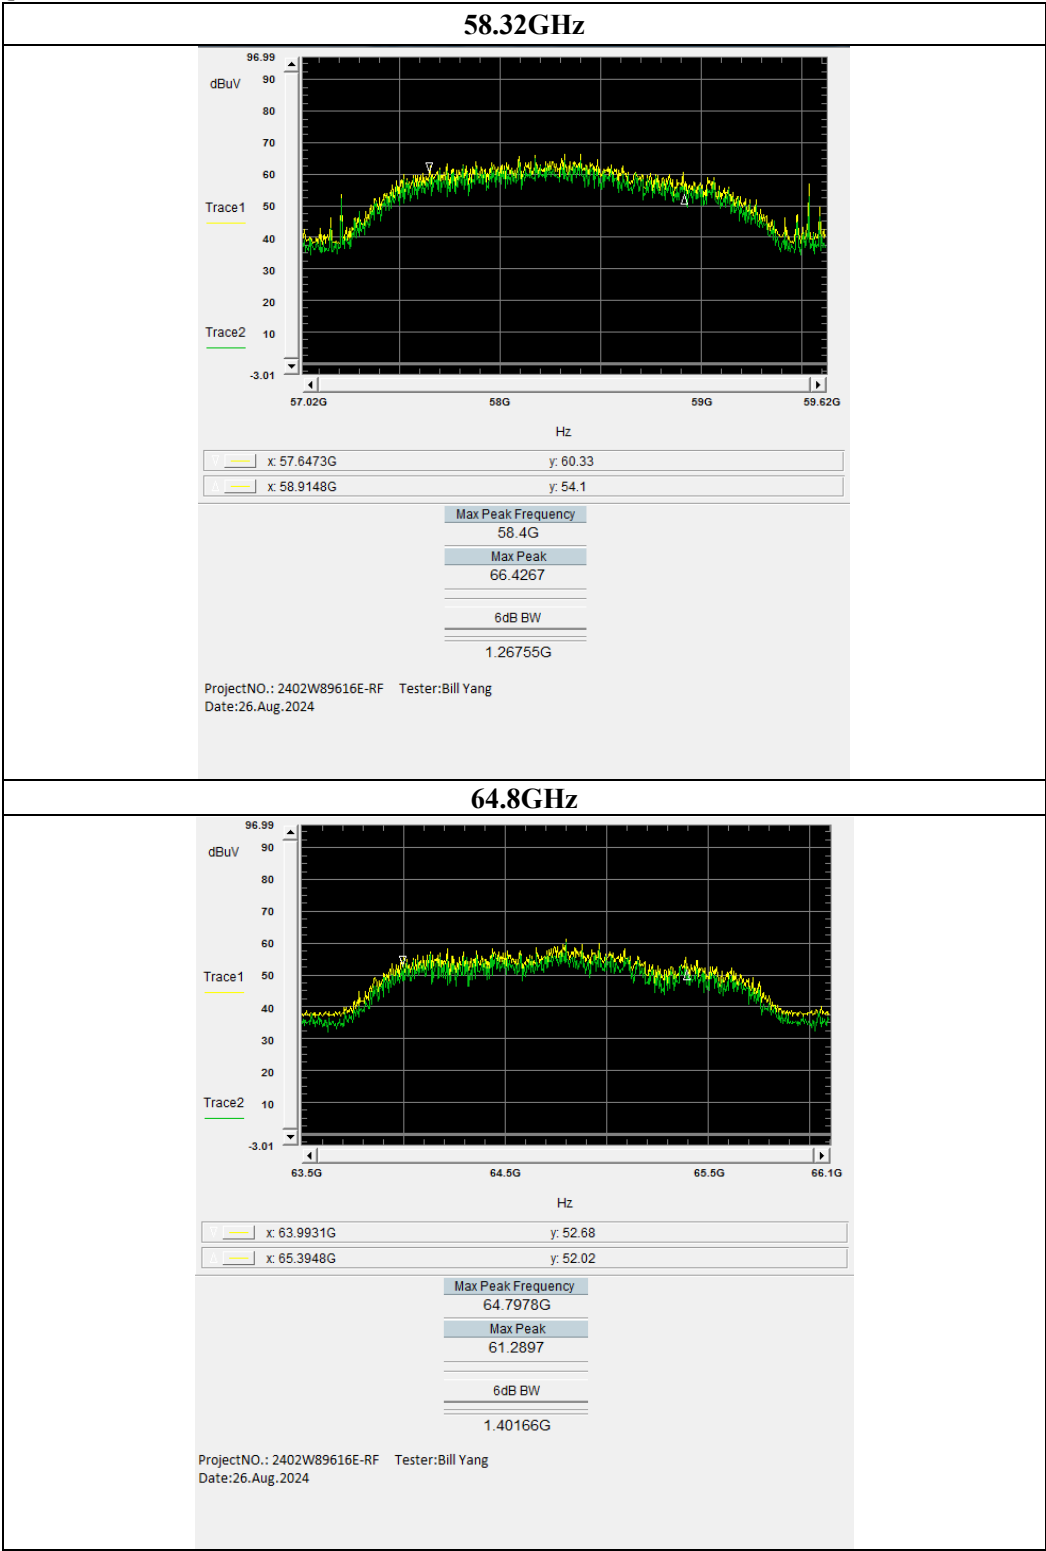 58.32GHz
96.99
dBuV
90
80
70
60
Trace1
50
40
30
20
Trace2
10
-3.01
57.02G 58G 59G 59.62G
Hz
x: 57.6473G y: 60.33
x: 58.9148G y: 54.1
Max Peak Frequency
58.4G
Max Peak
66.4267
6dB BW
1.26755G
ProjectNO.: 2402W89616E-RF Tester:Bill Yang
Date:26.Aug.2024
64.8GHz
96.99
dBuV
90
80
70
60
Trace1
50
40
30
20
Trace2
10
-3.01
63.5G 64.5G 65.5G 66.1G
Hz
x: 63.9931G y: 52.68
x: 65.3948G y: 52.02
Max Peak Frequency
64.7978G
Max Peak
61.2897
6dB BW
1.40166G
ProjectNO.: 2402W89616E-RF Tester:Bill Yang
Date:26.Aug.2024